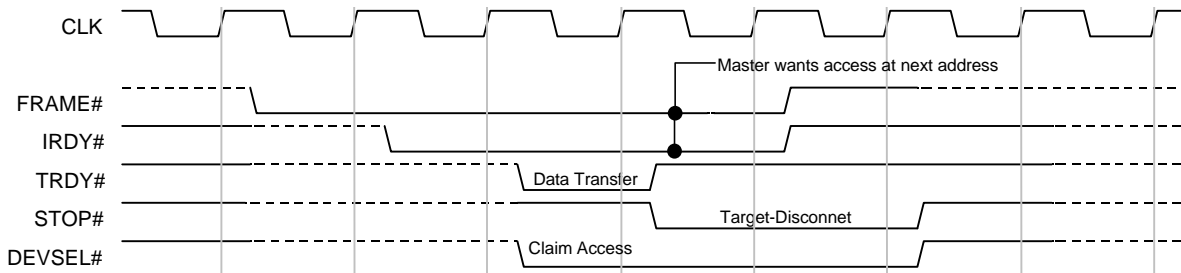 CLK
Master wants access at next address
FRAME#
IRDY#
TRDY#
Data Transfer
STOP#
Target-Disconnet
DEVSEL#
Claim Access